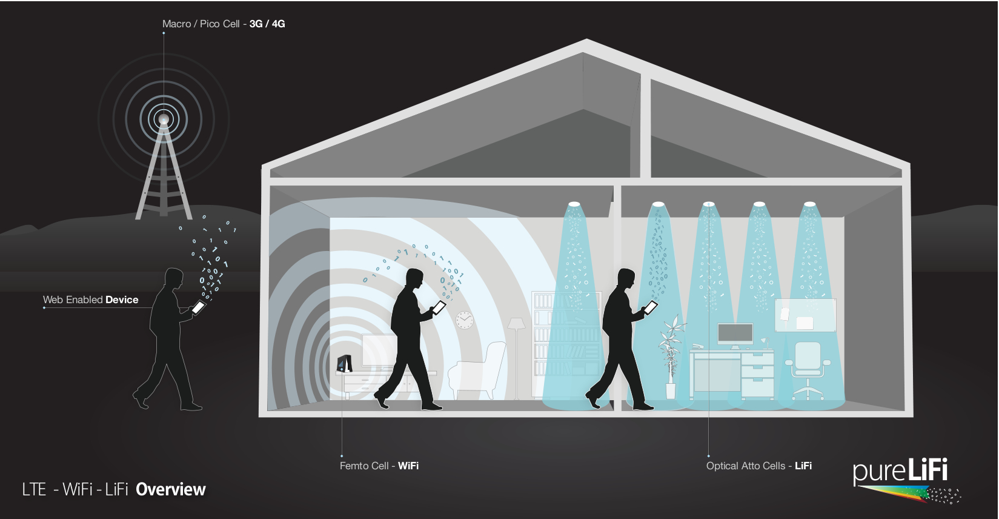 Macro / Pico Cell - 3G / 4G
Web Enabled Device
Femto Cell - WiFi
Optical Atto Cells - LiFi
LTE - WiFi - LiFi Overview
pureLiFi